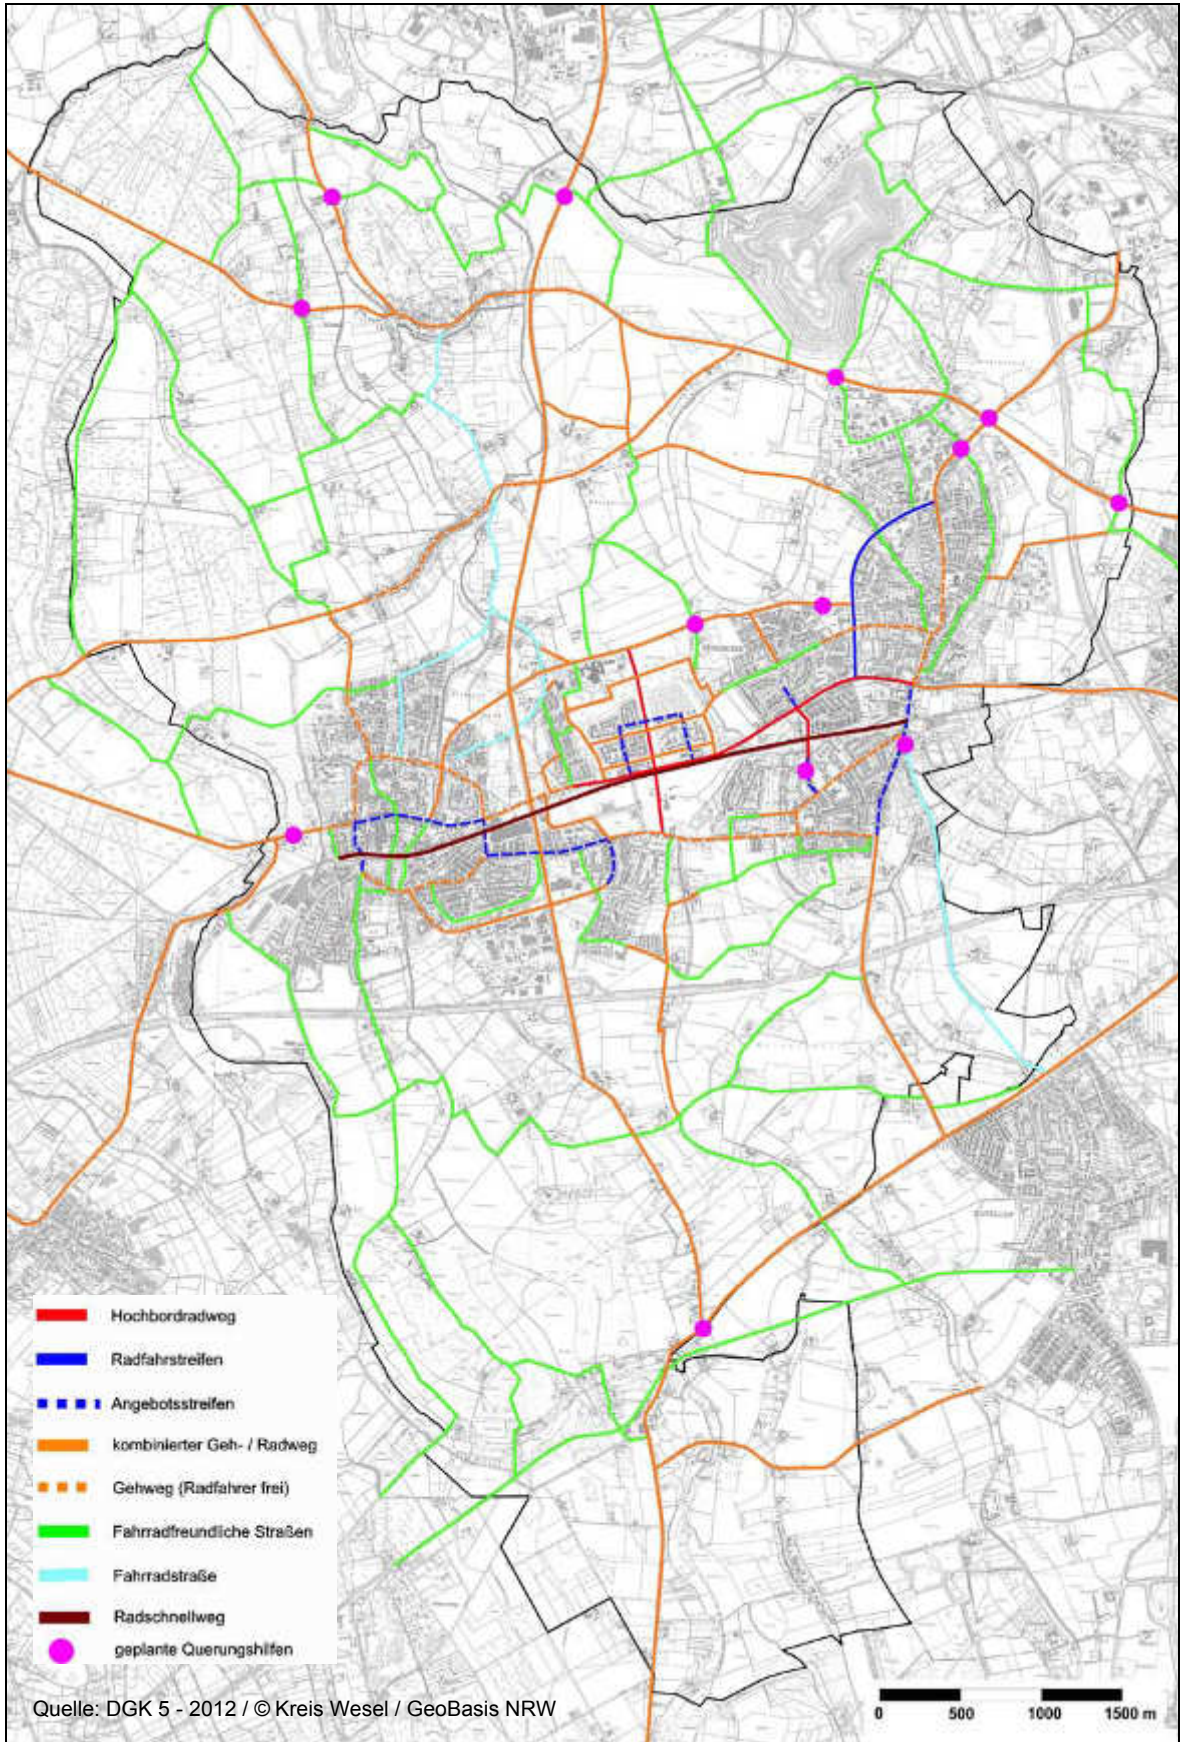 Hochbordradweg
Radfahrstreifen
Angebotsstreifen
kombinierter Geh- / Radweg
Gehweg (Radfahrer frei)
Fahrradfreundliche Straßen
Fahrradstraße
Radschnellweg
geplante Querungshilfen
Quelle: DGK 5 - 2012 / © Kreis Wesel / GeoBasis NRW
0 500 1000 1500 m